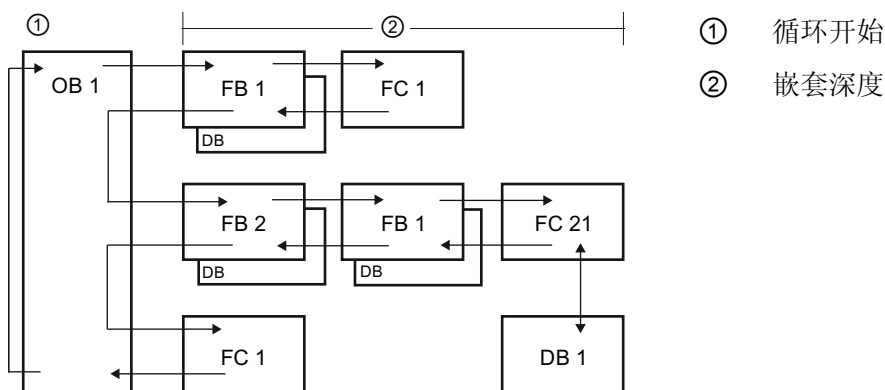 ①
②
① 循环开始
② 嵌套深度
OB 1
FB 1
FC 1
DB
FB 2
FB 1
FC 21
DB
DB
FC 1
DB 1